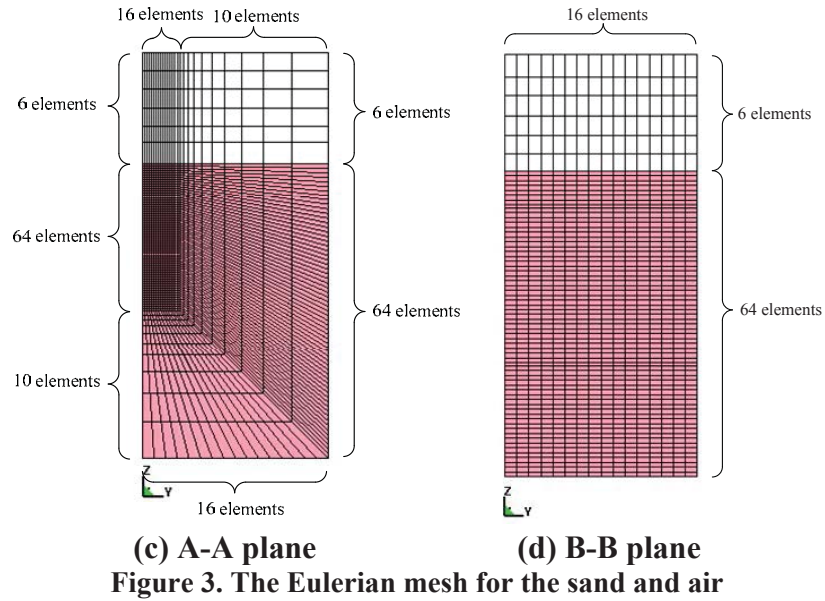 16 elements
10 elements
16 elements
6 elements
6 elements
6 elements
64 elements
64 elements
64 elements
10 elements
Z
Y
16 elements
Z
Y
(c) A-A plane
(d) B-B plane
Figure 3. The Eulerian mesh for the sand and air